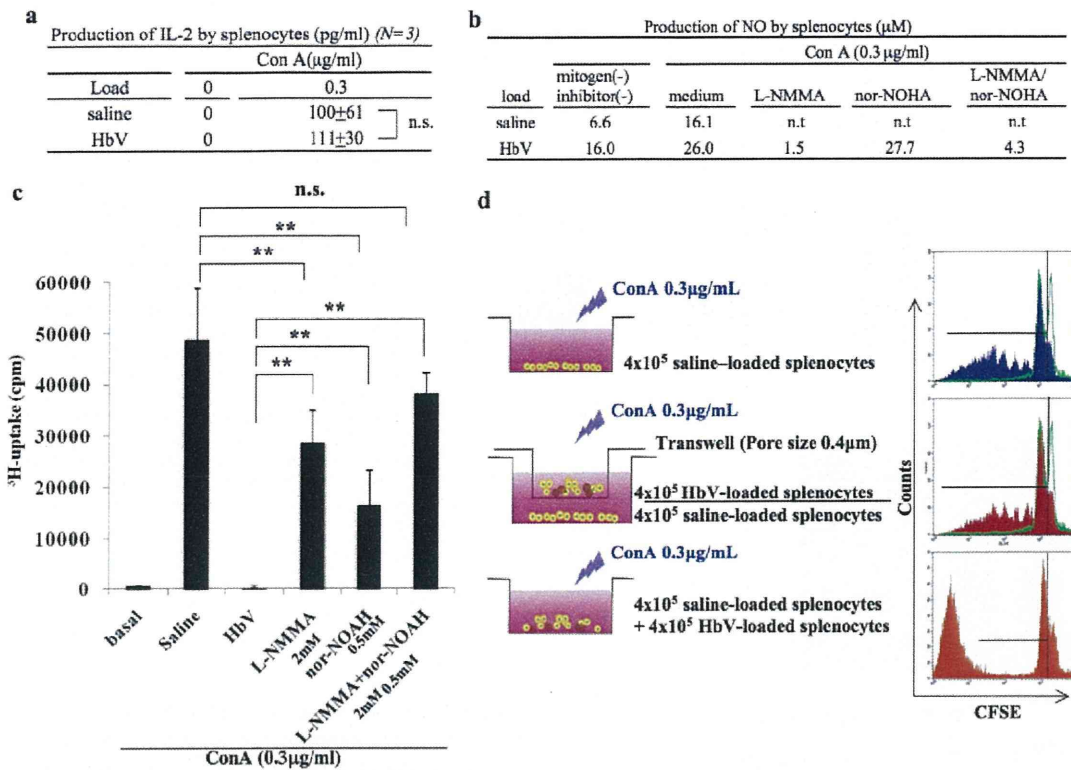 a
Production of IL-2 by splenocytes (pg/ml) (N=3)
Con A(μg/ml)
Load 0 0.3
saline 0 100±61
HbV 0 111±30
n.s.
b
Production of NO by splenocytes (μM)
Con A (0.3 μg/ml)
mitogen(-) L-NMMA/
inhibitor(-)
load medium L-NMMA nor-NOHA nor-NOHA
saline 6.6 16.1 n.t n.t n.t
HbV 16.0 26.0 1.5 27.7 4.3
c
n.s.
**
**
**
**
**
60000
50000
40000
30000
20000
10000
0
³H-uptake (cpm)
basal
Saline
HbV
L-NMMA
2mM
nor-NOAH
0.5mM
L-NMMA+nor-NOAH
2mM 0.5mM
ConA (0.3μg/ml)
d
ConA 0.3μg/mL
4x10⁵ saline–loaded splenocytes
ConA 0.3μg/mL
Transwell (Pore size 0.4μm)
4x10⁵ HbV-loaded splenocytes
4x10⁵ saline-loaded splenocytes
ConA 0.3μg/mL
4x10⁵ saline-loaded splenocytes
+ 4x10⁵ HbV-loaded splenocytes
Counts
CFSE